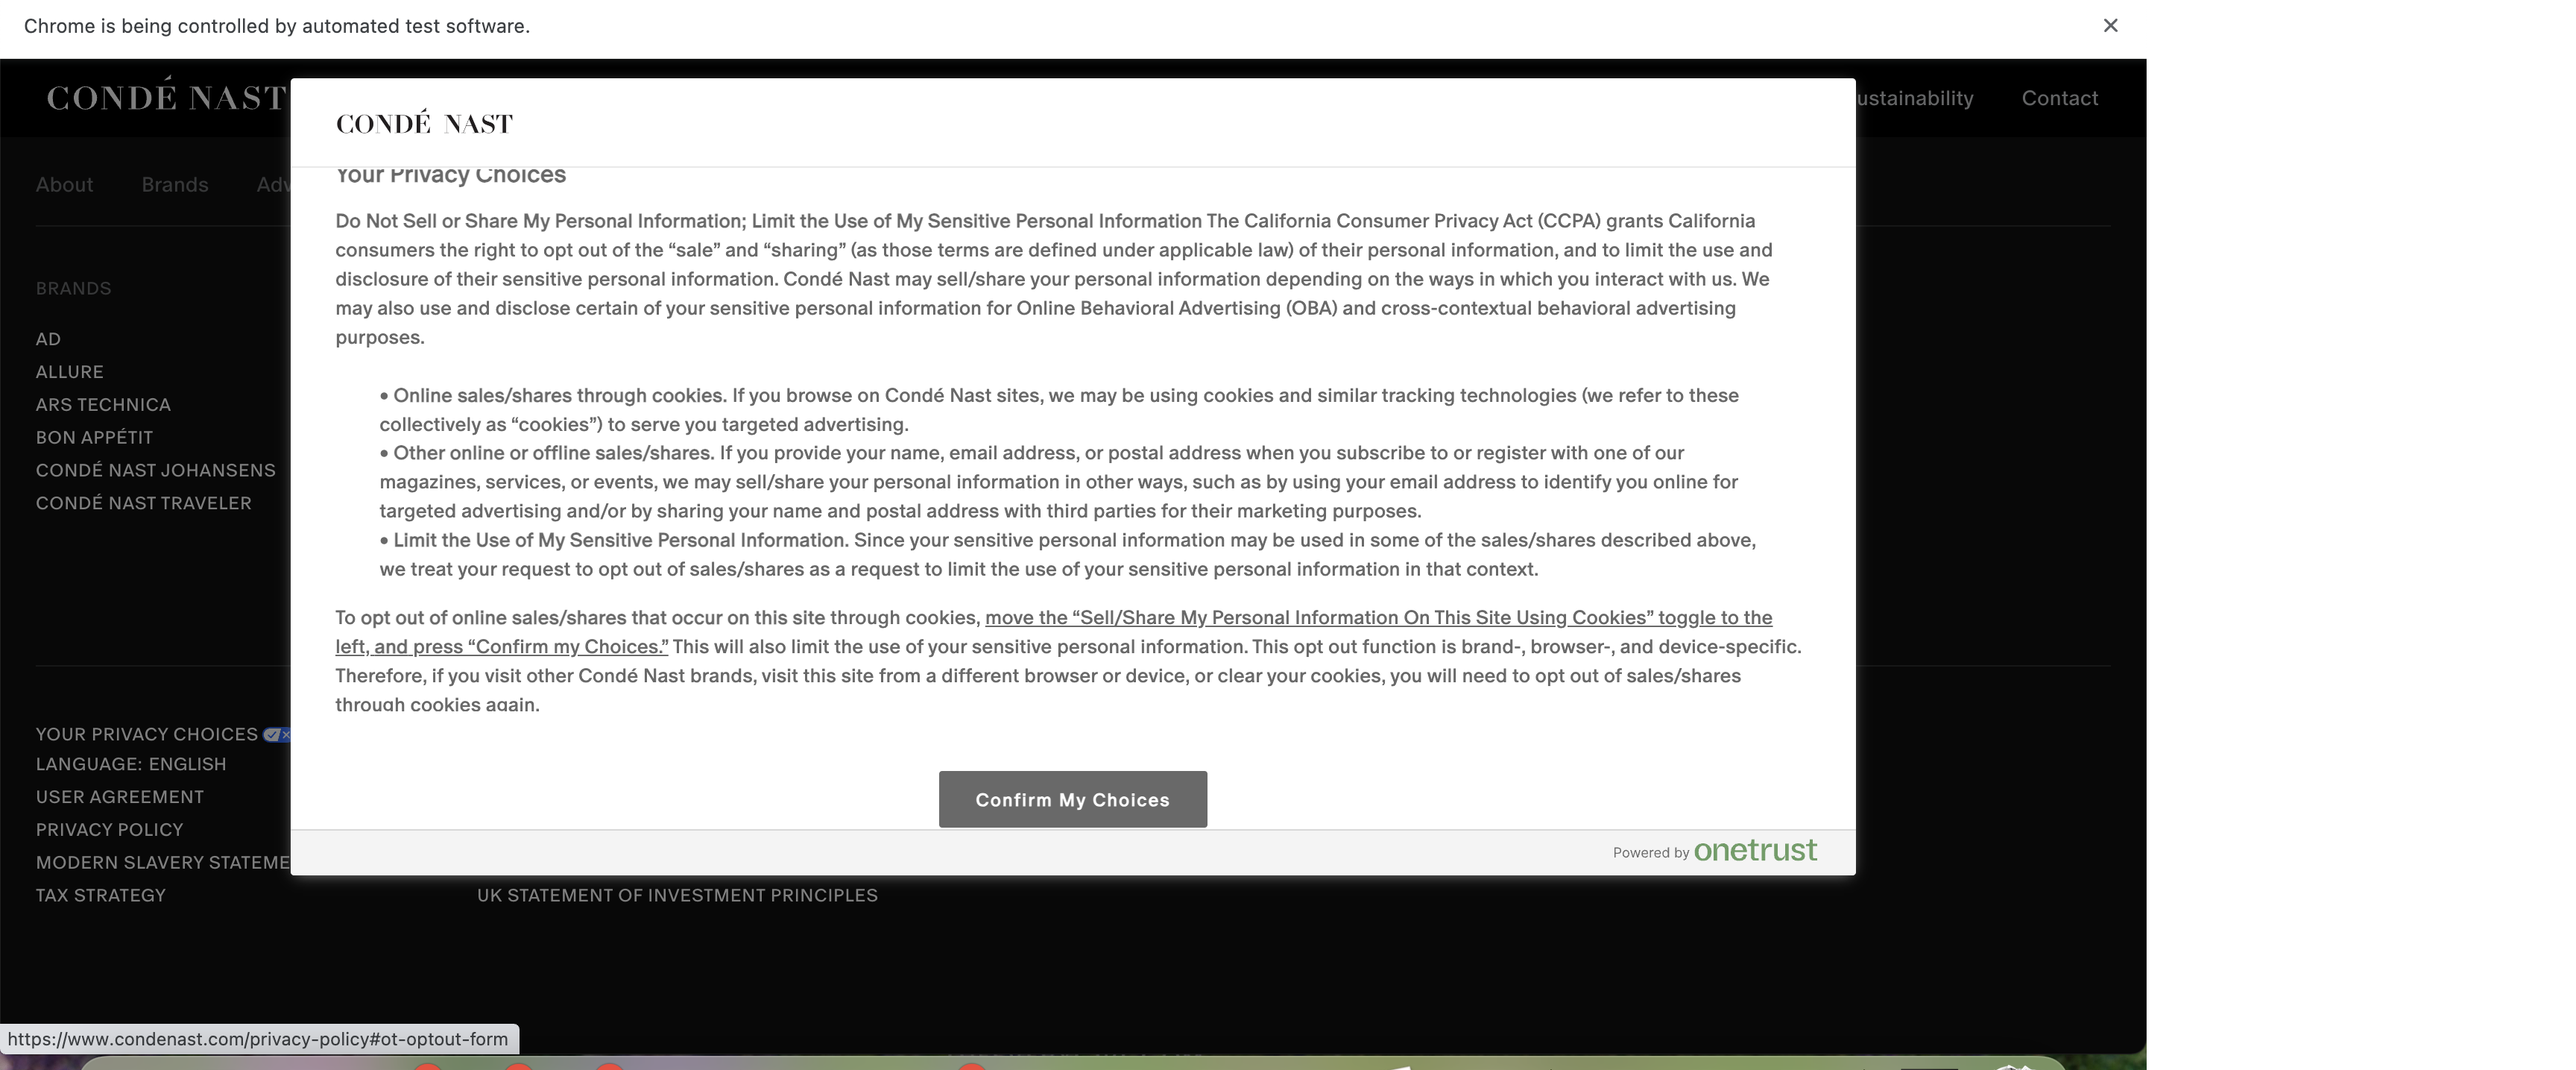 Chrome is being controlled by automated test software.
CONDÉ NAST
ustainability
Contact
CONDÉ NAST
About
Brands
Adv
Your Privacy Choices
Do Not Sell or Share My Personal Information; Limit the Use of My Sensitive Personal Information The California Consumer Privacy Act (CCPA) grants California
consumers the right to opt out of the “sale” and “sharing” (as those terms are defined under applicable law) of their personal information, and to limit the use and
disclosure of their sensitive personal information. Condé Nast may sell/share your personal information depending on the ways in which you interact with us. We
may also use and disclose certain of your sensitive personal information for Online Behavioral Advertising (OBA) and cross-contextual behavioral advertising
purposes.
• Online sales/shares through cookies. If you browse on Condé Nast sites, we may be using cookies and similar tracking technologies (we refer to these
collectively as “cookies”) to serve you targeted advertising.
• Other online or offline sales/shares. If you provide your name, email address, or postal address when you subscribe to or register with one of our
magazines, services, or events, we may sell/share your personal information in other ways, such as by using your email address to identify you online for
targeted advertising and/or by sharing your name and postal address with third parties for their marketing purposes.
• Limit the Use of My Sensitive Personal Information. Since your sensitive personal information may be used in some of the sales/shares described above,
we treat your request to opt out of sales/shares as a request to limit the use of your sensitive personal information in that context.
To opt out of online sales/shares that occur on this site through cookies, move the “Sell/Share My Personal Information On This Site Using Cookies” toggle to the
left, and press “Confirm my Choices.” This will also limit the use of your sensitive personal information. This opt out function is brand-, browser-, and device-specific.
Therefore, if you visit other Condé Nast brands, visit this site from a different browser or device, or clear your cookies, you will need to opt out of sales/shares
through cookies again.
Confirm My Choices
Powered by onetrust
BRANDS
AD
ALLURE
ARS TECHNICA
BON APPÉTIT
CONDÉ NAST JOHANSENS
CONDÉ NAST TRAVELER
YOUR PRIVACY CHOICES
LANGUAGE: ENGLISH
USER AGREEMENT
PRIVACY POLICY
MODERN SLAVERY STATEME
TAX STRATEGY
UK STATEMENT OF INVESTMENT PRINCIPLES
https://www.condenast.com/privacy-policy#ot-optout-form